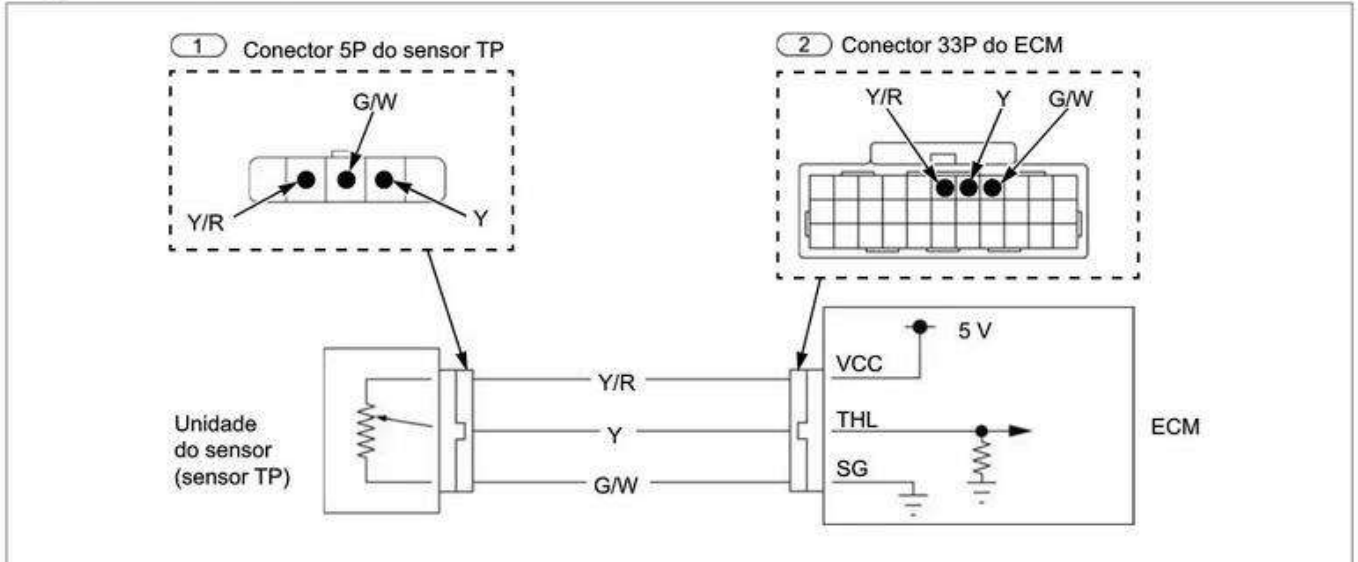 1 Conector 5P do sensor TP
G/W
Y/R
Y
2 Conector 33P do ECM
Y/R Y G/W
Unidade
do sensor
(sensor TP)
Y/R
Y
G/W
5 V
VCC
THL
SG
ECM